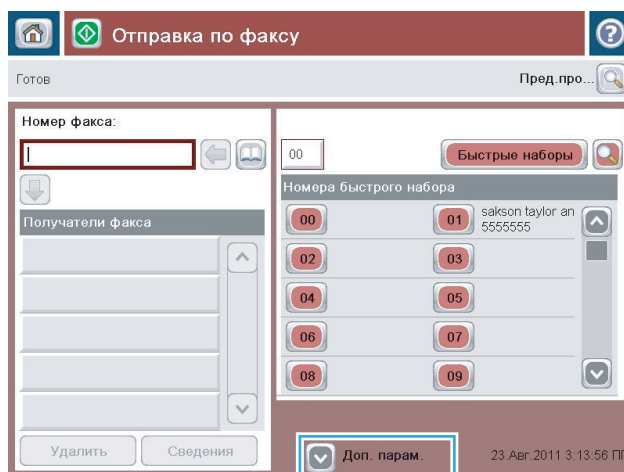 Отправка по факсу
Готов
Пред.про...
Номер факса:
00
Быстрые наборы
Номера быстрого набора
Получатели факса
00
01 sakson taylor an
5555555
02
03
04
05
06
07
08
09
Удалить
Сведения
Доп. парам.
23.Авг.2011 3:13:56 ПП